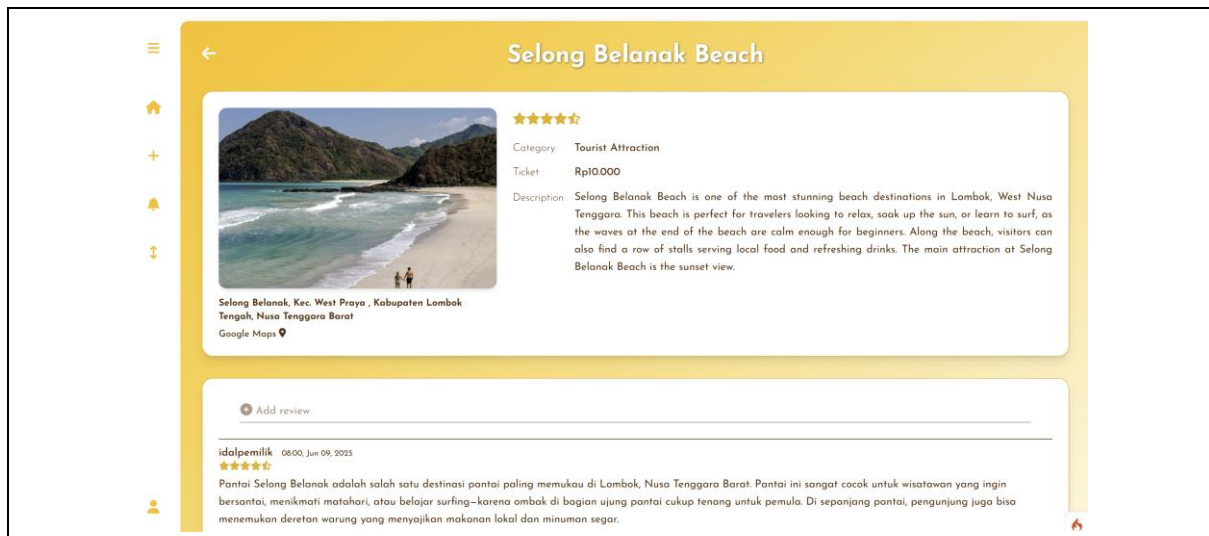 Selong Belanak Beach
Category Tourist Attraction
Ticket Rp10.000
Description Selong Belanak Beach is one of the most stunning beach destinations in Lombok, West Nusa
Tenggara. This beach is perfect for travelers looking to relax, soak up the sun, or learn to surf, as
the waves at the end of the beach are calm enough for beginners. Along the beach, visitors can
also find a row of stalls serving local food and refreshing drinks. The main attraction at Selong
Belanak Beach is the sunset view.
Selong Belanak, Kec. West Praya , Kabupaten Lombok
Tengah, Nusa Tenggara Barat
Google Maps
Add review
idalpemilik 08:00, Jun 09, 2025
Pantai Selong Belanak adalah salah satu destinasi pantai paling memukau di Lombok, Nusa Tenggara Barat. Pantai ini sangat cocok untuk wisatawan yang ingin
bersantai, menikmati matahari, atau belajar surfing—karena ombak di bagian ujung pantai cukup tenang untuk pemula. Di sepanjang pantai, pengunjung juga bisa
menemukan deretan warung yang menyajikan makanan lokal dan minuman segar.